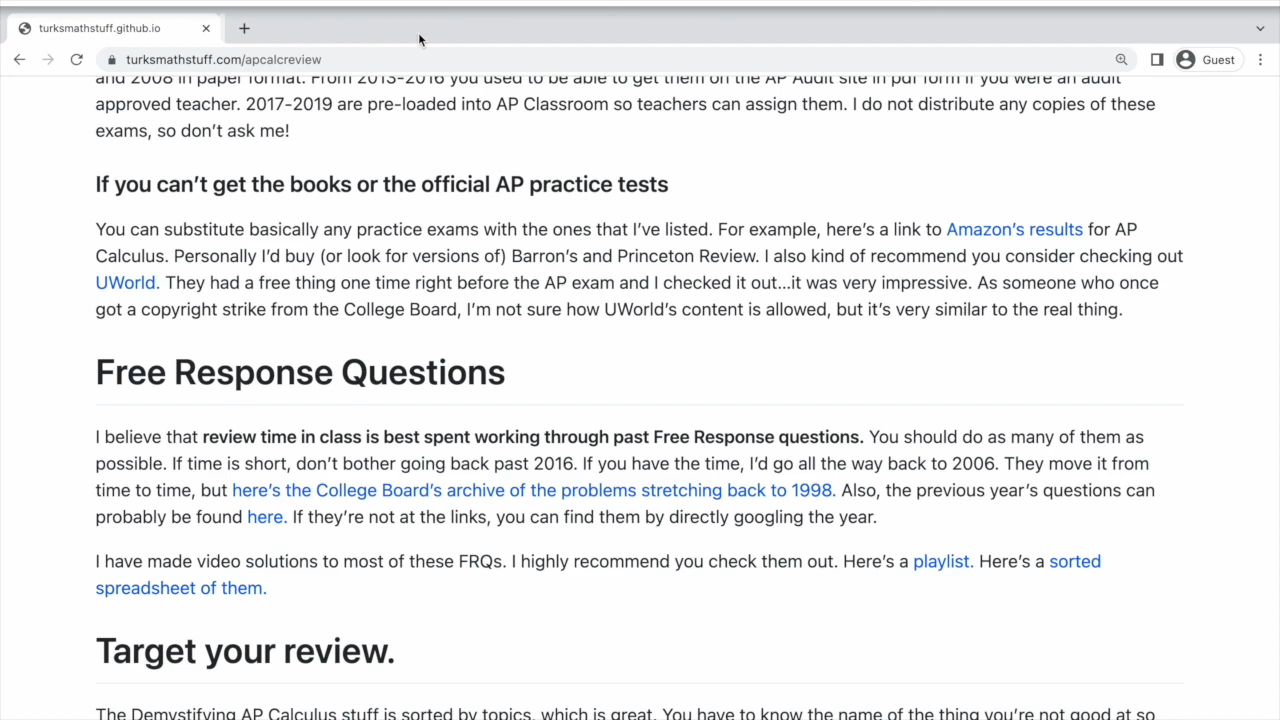 turksmathstuff.github.io
turksmathstuff.com/apcalcreview
Guest
and 2008 in paper format. From 2013-2016 you used to be able to get them on the AP Audit site in pdf form if you were an audit
approved teacher. 2017-2019 are pre-loaded into AP Classroom so teachers can assign them. I do not distribute any copies of these
exams, so don’t ask me!
If you can’t get the books or the official AP practice tests
You can substitute basically any practice exams with the ones that I’ve listed. For example, here’s a link to Amazon’s results for AP
Calculus. Personally I’d buy (or look for versions of) Barron’s and Princeton Review. I also kind of recommend you consider checking out
UWorld. They had a free thing one time right before the AP exam and I checked it out...it was very impressive. As someone who once
got a copyright strike from the College Board, I’m not sure how UWorld’s content is allowed, but it’s very similar to the real thing.
Free Response Questions
I believe that review time in class is best spent working through past Free Response questions. You should do as many of them as
possible. If time is short, don’t bother going back past 2016. If you have the time, I’d go all the way back to 2006. They move it from
time to time, but here’s the College Board’s archive of the problems stretching back to 1998. Also, the previous year’s questions can
probably be found here. If they’re not at the links, you can find them by directly googling the year.
I have made video solutions to most of these FRQs. I highly recommend you check them out. Here’s a playlist. Here’s a sorted
spreadsheet of them.
Target your review.
The Demystifying AP Calculus stuff is sorted by topics, which is great. You have to know the name of the thing you’re not good at so